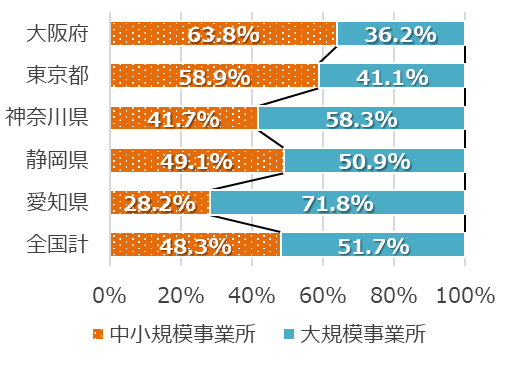 大阪府 63.8% 36.2%
東京都 58.9% 41.1%
神奈川県 41.7% 58.3%
静岡県 49.1% 50.9%
愛知県 28.2% 71.8%
全国計 48.3% 51.7%
0% 20% 40% 60% 80% 100%
中小規模事業所 大規模事業所